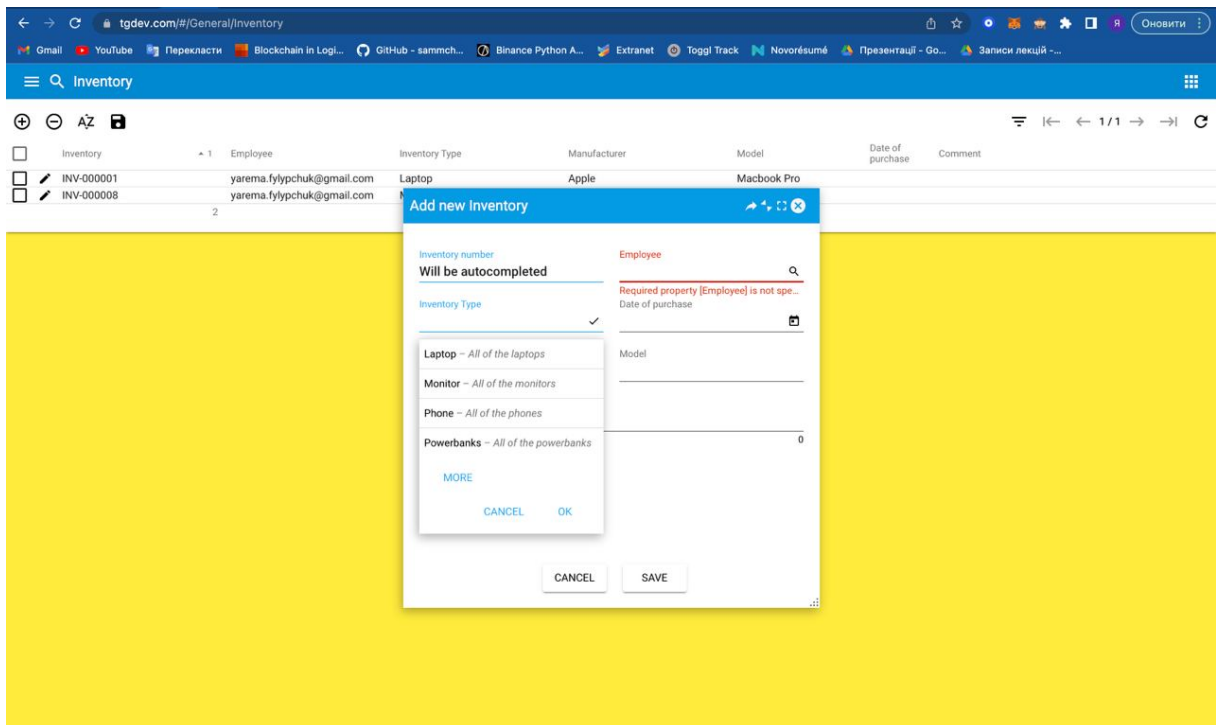 tgdev.com/#/General/Inventory
Я
Оновити
Gmail YouTube Перекласти Blockchain in Logi... GitHub - sammch... Binance Python A... Extranet Toggl Track Novorésumé Презентації - Go... Записи лекцій -...
Inventory
AZ
1 / 1
Inventory 1 Employee Inventory Type Manufacturer Model Date of purchase Comment
INV-000001 yarema.fylypchuk@gmail.com Laptop Apple Macbook Pro
INV-000008 yarema.fylypchuk@gmail.com
2
Add new Inventory
Inventory number Employee
Will be autocompleted
Required property [Employee] is not spe...
Inventory Type Date of purchase
Laptop – All of the laptops
Model
Monitor – All of the monitors
Phone – All of the phones
Powerbanks – All of the powerbanks
0
MORE
CANCEL OK
CANCEL SAVE